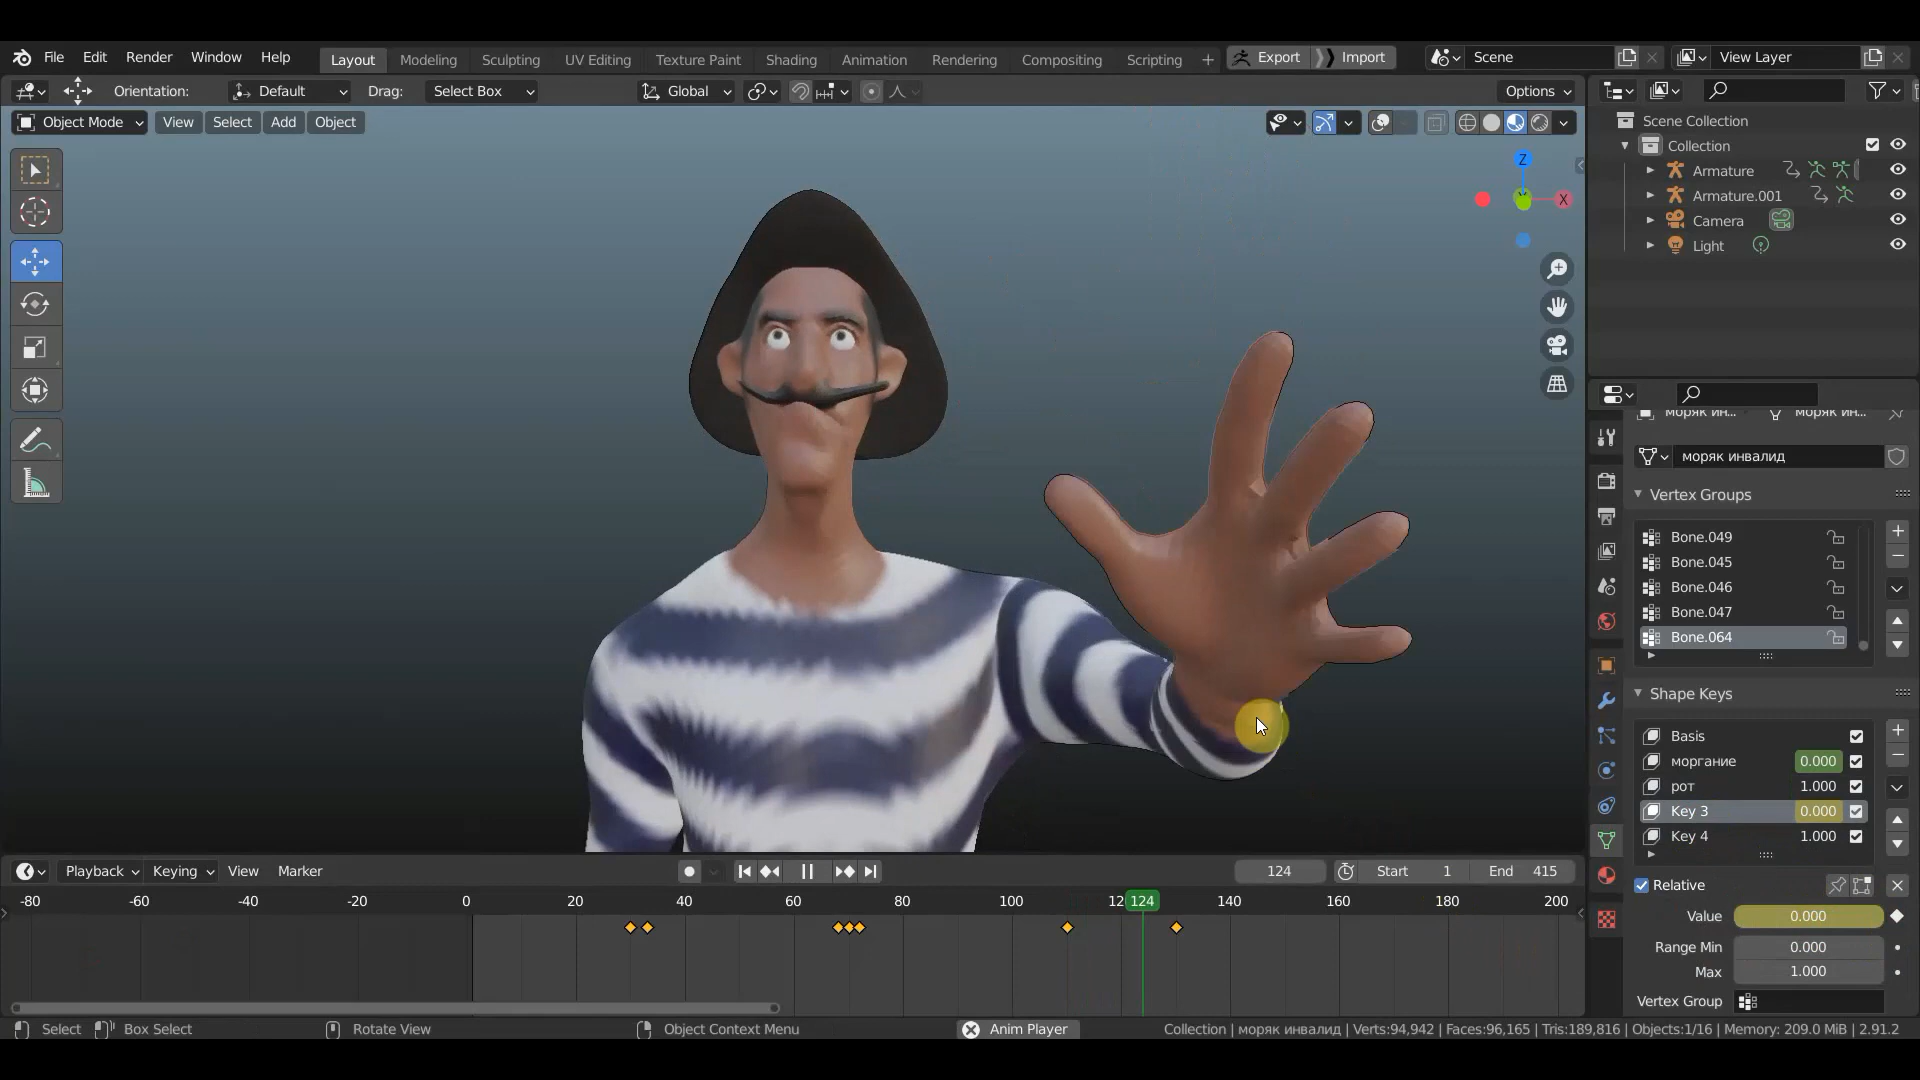 File Edit Render Window Help Layout Modeling Sculpting UV Editing Texture Paint Shading Animation Rendering Compositing Scripting + Export Import Scene View Layer
Orientation: Default Drag: Select Box Global Options
Object Mode View Select Add Object
Z
X
Scene Collection
Collection
Armature
Armature.001
Camera
Light
моряк ин... моряк ин...
моряк инвалид
Vertex Groups
Bone.049
Bone.045
Bone.046
Bone.047
Bone.064
Shape Keys
Basis
моргание 0.000
рот 1.000
Key 3 0.000
Key 4 1.000
Relative
Value 0.000
Range Min 0.000
Max 1.000
Vertex Group
Playback Keying View Marker 124 Start 1 End 415
-80 -60 -40 -20 0 20 40 60 80 100 12 124 140 160 180 200
Select Box Select Rotate View Object Context Menu Anim Player Collection | моряк инвалид | Verts:94,942 | Faces:96,165 | Tris:189,816 | Objects:1/16 | Memory: 209.0 MiB | 2.91.2